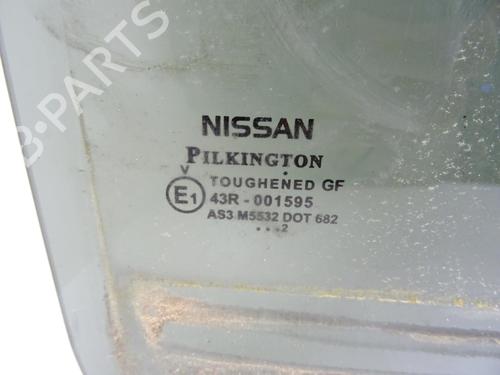 B-PARTS
NISSAN
PILKINGTON
V
TOUGHENED GF
E1
43R - 001595
AS3 M5532 DOT 682
...2